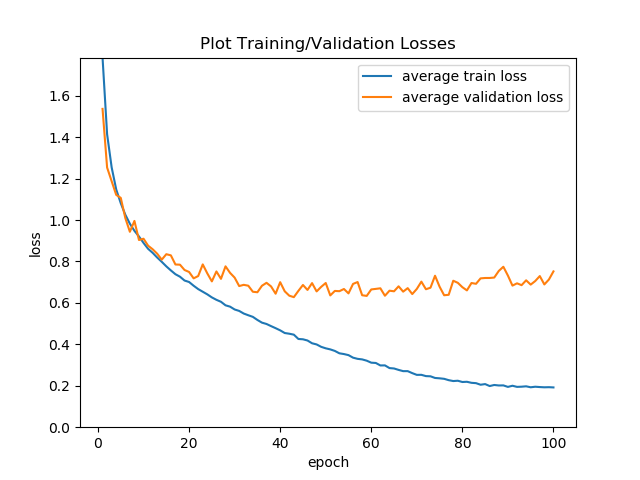 Plot Training/Validation Losses
average train loss
average validation loss
loss
1.6
1.4
1.2
1.0
0.8
0.6
0.4
0.2
0.0
0 20 40 60 80 100
epoch